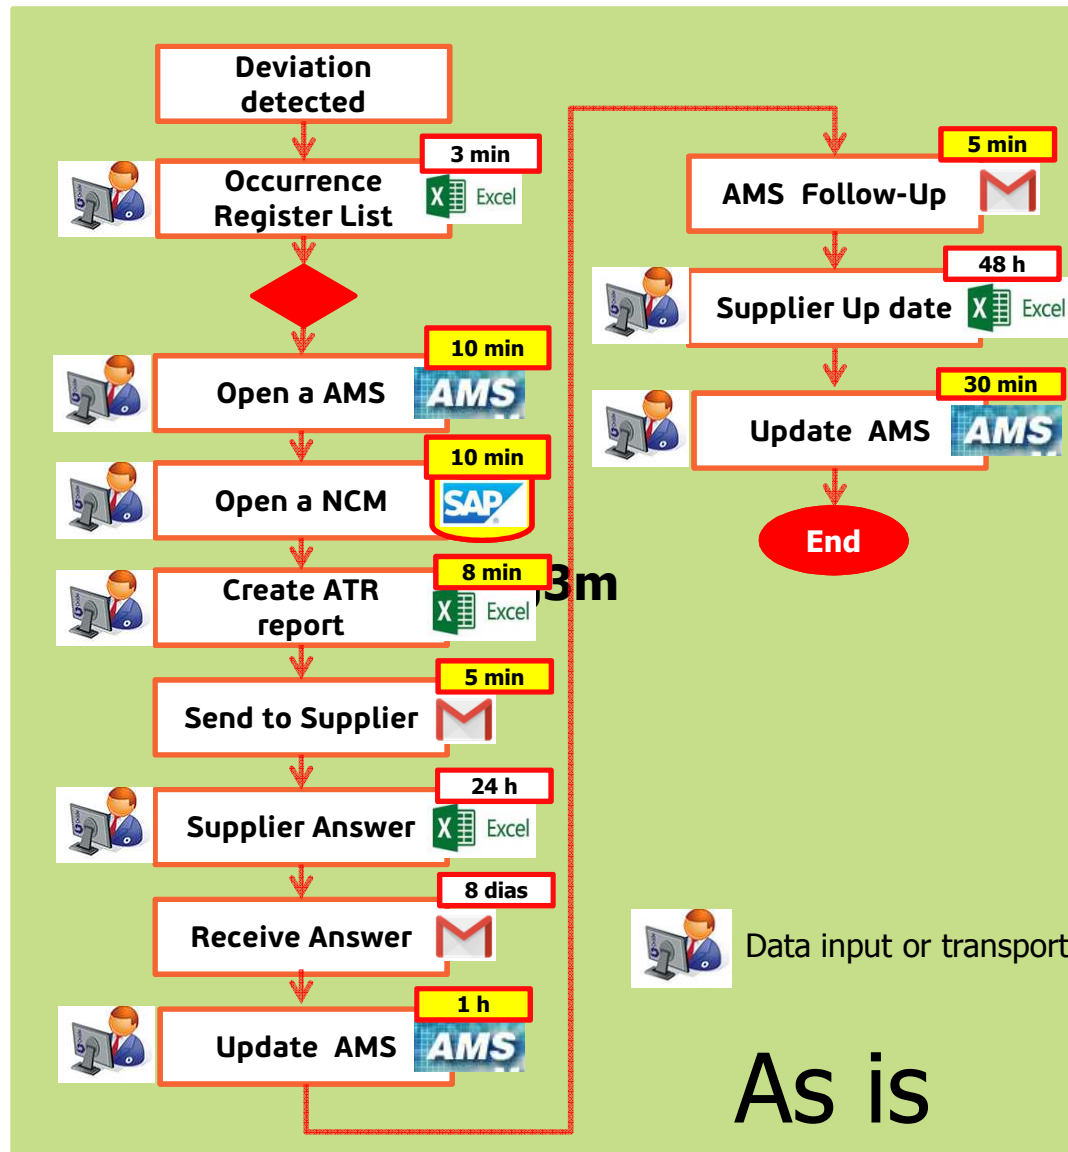 Deviation
detected
3 min
Occurrence
Register List
Excel
10 min
Open a AMS
AMS
10 min
Open a NCM
SAP
8 min
Create ATR
report
Excel
3m
5 min
Send to Supplier
24 h
Supplier Answer
Excel
8 dias
Receive Answer
1 h
Update AMS
AMS
5 min
AMS Follow-Up
48 h
Supplier Up date
Excel
30 min
Update AMS
AMS
End
Data input or transport
As is